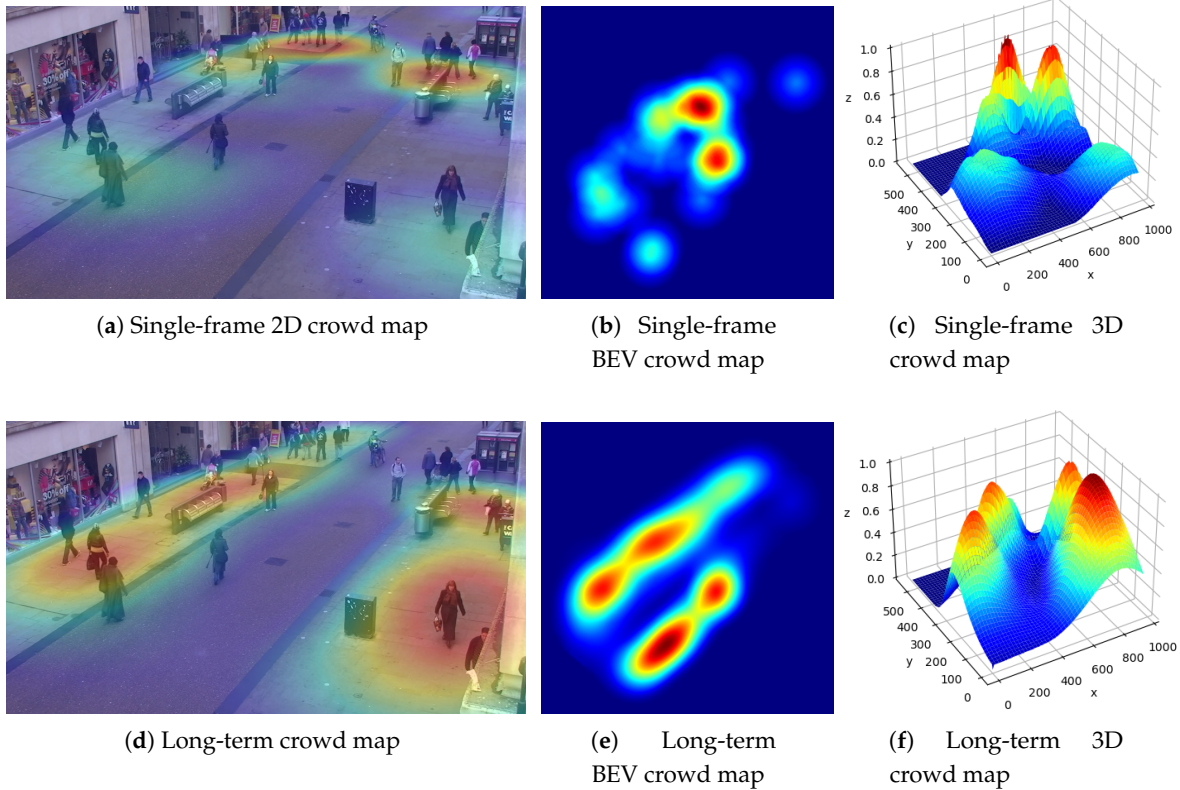 30% off
1.0
0.8
0.6
0.4
0.2
0.0
z
500
400
300
200
100
0
y
0
200
400
600
800
1000
x
(a) Single-frame 2D crowd map
(b) Single-frame
BEV crowd map
(c) Single-frame 3D
crowd map
30% off
1.0
0.8
0.6
0.4
0.2
0.0
z
500
400
300
200
100
0
y
0
200
400
600
800
1000
x
(d) Long-term crowd map
(e) Long-term
BEV crowd map
(f) Long-term 3D
crowd map